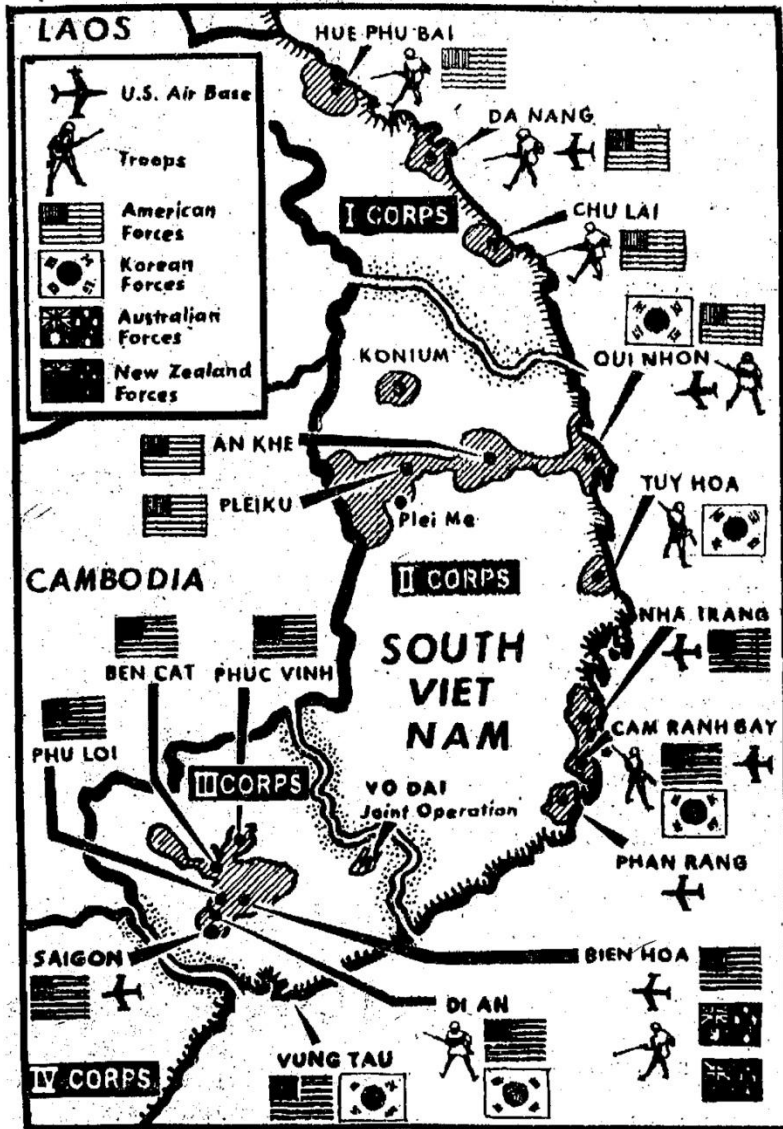 LAOS
U.S. Air Base
Troops
American
Forces
Korean
Forces
Australian
Forces
New Zealand
Forces
HUE PHU BAI
DA NANG
I CORPS
CHU LAI
KONIUM
QUI NHON
AN KHE
PLEIKU
Plei Me
TUY HOA
CAMBODIA
II CORPS
NHA TRANG
BEN CAT
PHUC VINH
SOUTH
VIET
NAM
PHU LOI
CAM RANH BAY
III CORPS
VO DAI
Joint Operation
PHAN RANG
SAIGON
BIEN HOA
DI AN
VUNG TAU
IV CORPS